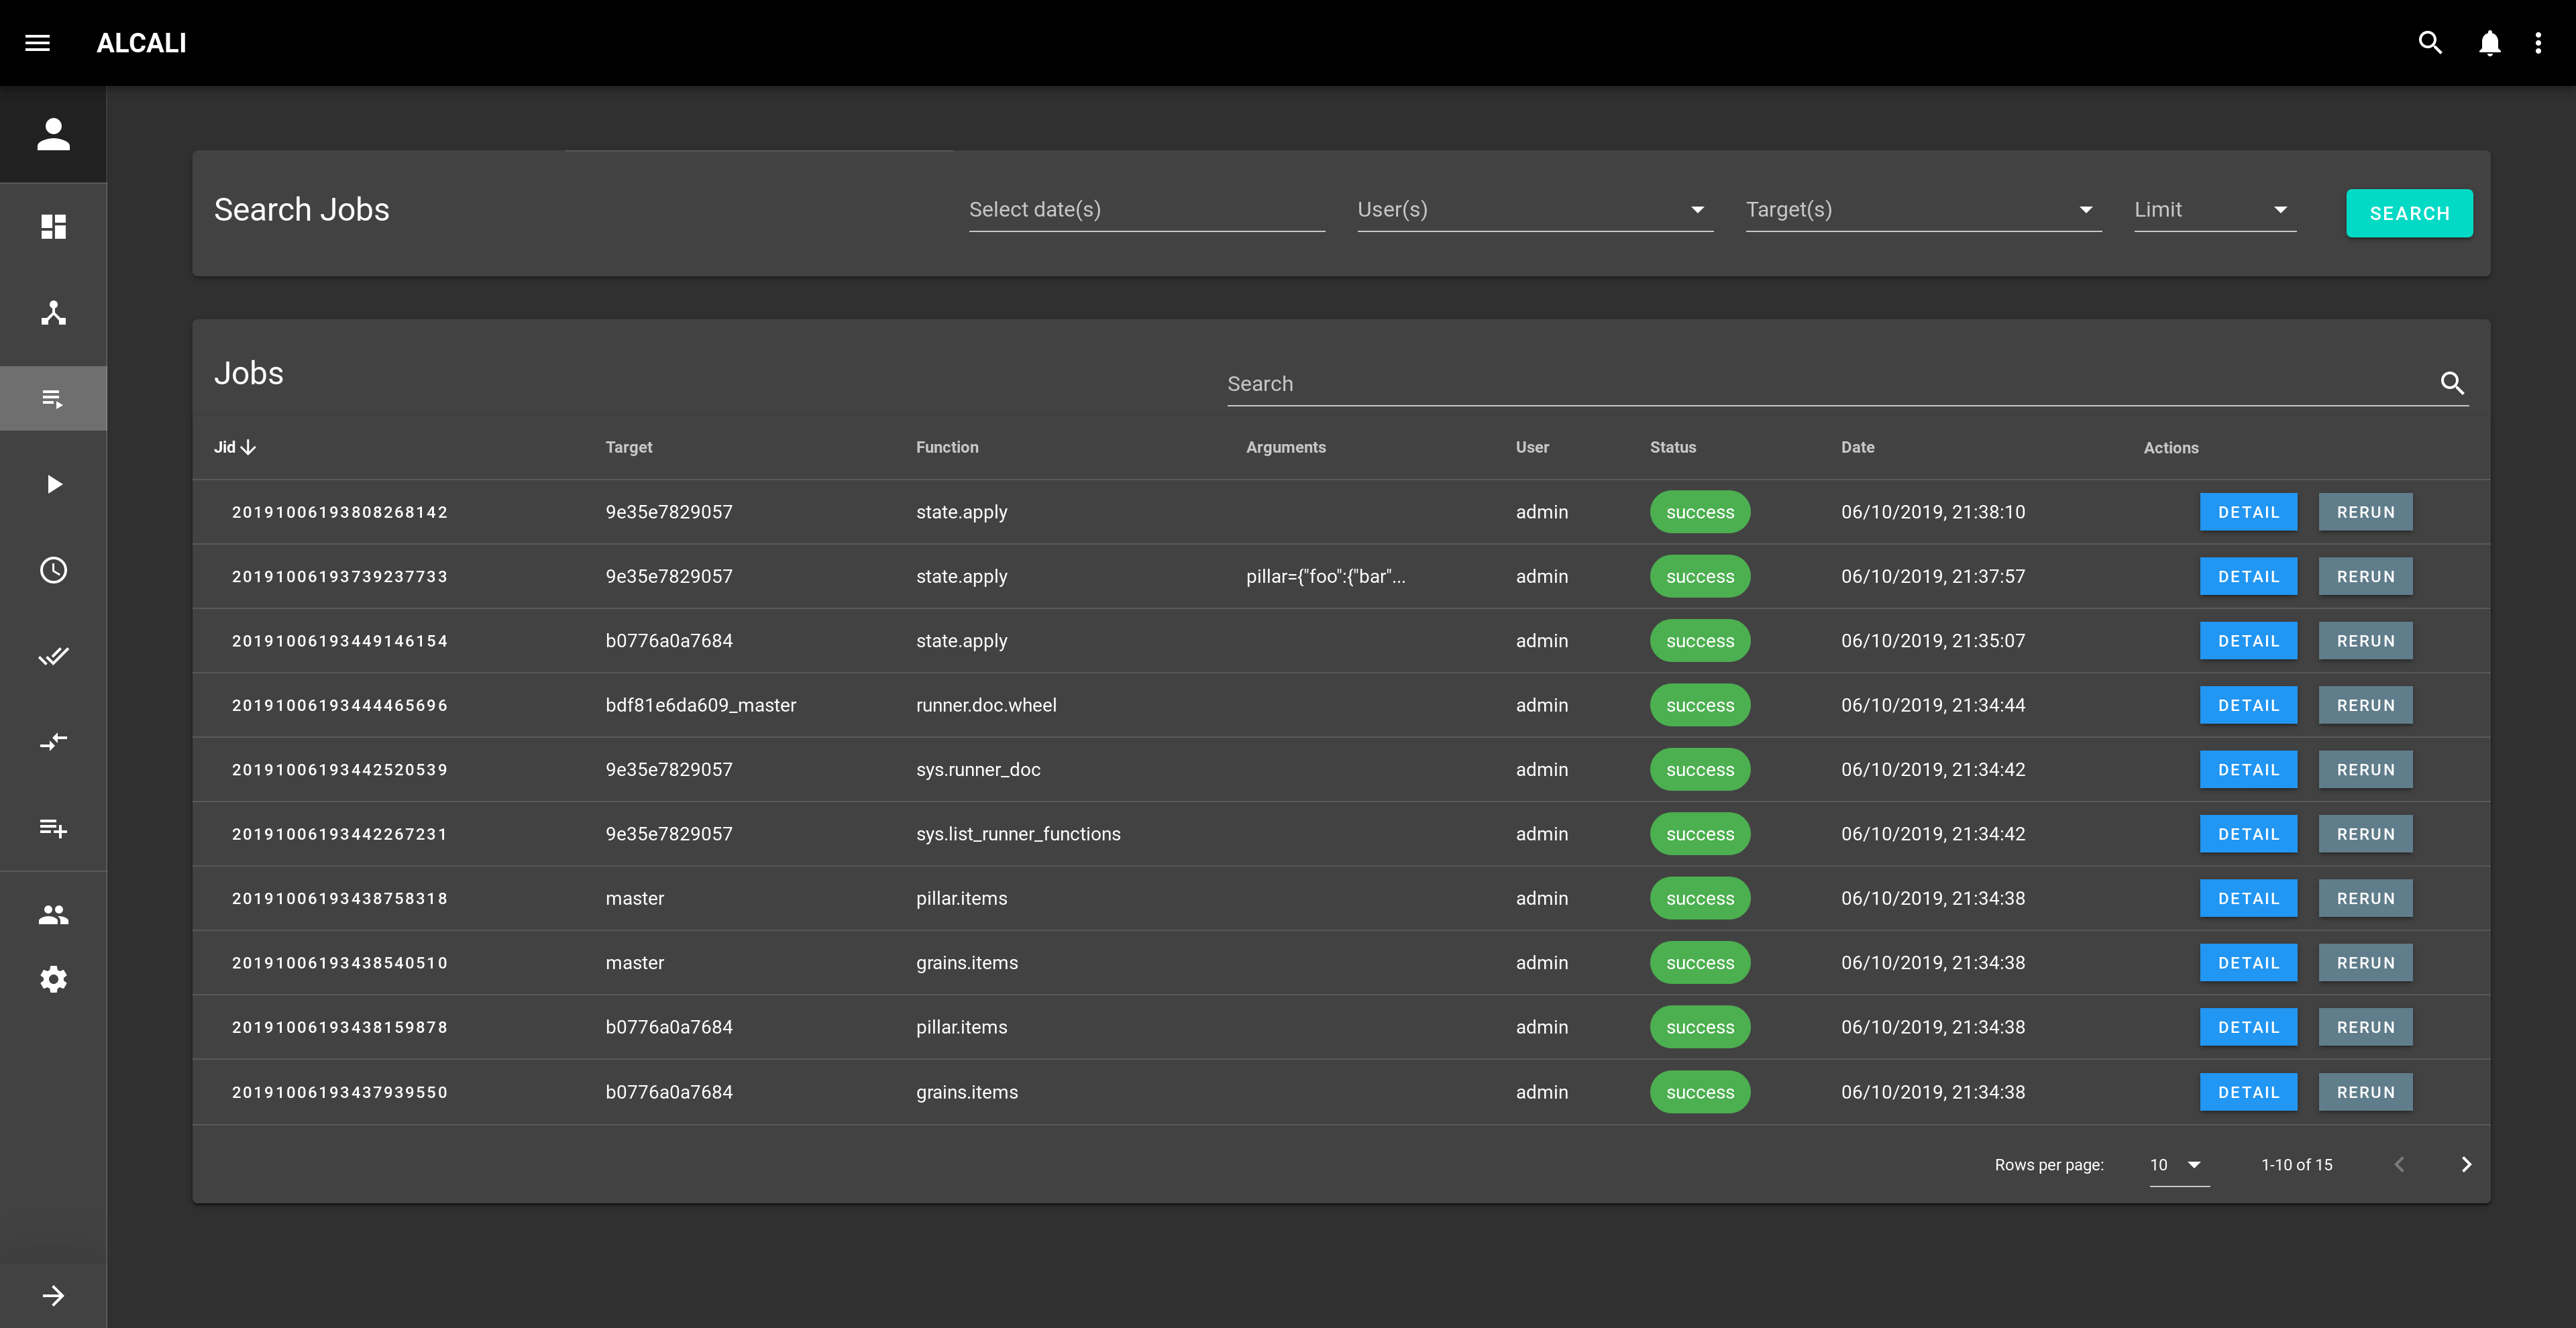 ALCALI
Search Jobs Select date(s) User(s) Target(s) Limit SEARCH
Jobs Search
Jid Target Function Arguments User Status Date Actions
20191006193808268142 9e35e7829057 state.apply admin success 06/10/2019, 21:38:10 DETAIL RERUN
20191006193739237733 9e35e7829057 state.apply pillar={"foo":{"bar"... admin success 06/10/2019, 21:37:57 DETAIL RERUN
20191006193449146154 b0776a0a7684 state.apply admin success 06/10/2019, 21:35:07 DETAIL RERUN
20191006193444465696 bdf81e6da609_master runner.doc.wheel admin success 06/10/2019, 21:34:44 DETAIL RERUN
20191006193442520539 9e35e7829057 sys.runner_doc admin success 06/10/2019, 21:34:42 DETAIL RERUN
20191006193442267231 9e35e7829057 sys.list_runner_functions admin success 06/10/2019, 21:34:42 DETAIL RERUN
20191006193438758318 master pillar.items admin success 06/10/2019, 21:34:38 DETAIL RERUN
20191006193438540510 master grains.items admin success 06/10/2019, 21:34:38 DETAIL RERUN
20191006193438159878 b0776a0a7684 pillar.items admin success 06/10/2019, 21:34:38 DETAIL RERUN
20191006193437939550 b0776a0a7684 grains.items admin success 06/10/2019, 21:34:38 DETAIL RERUN
Rows per page: 10 1-10 of 15